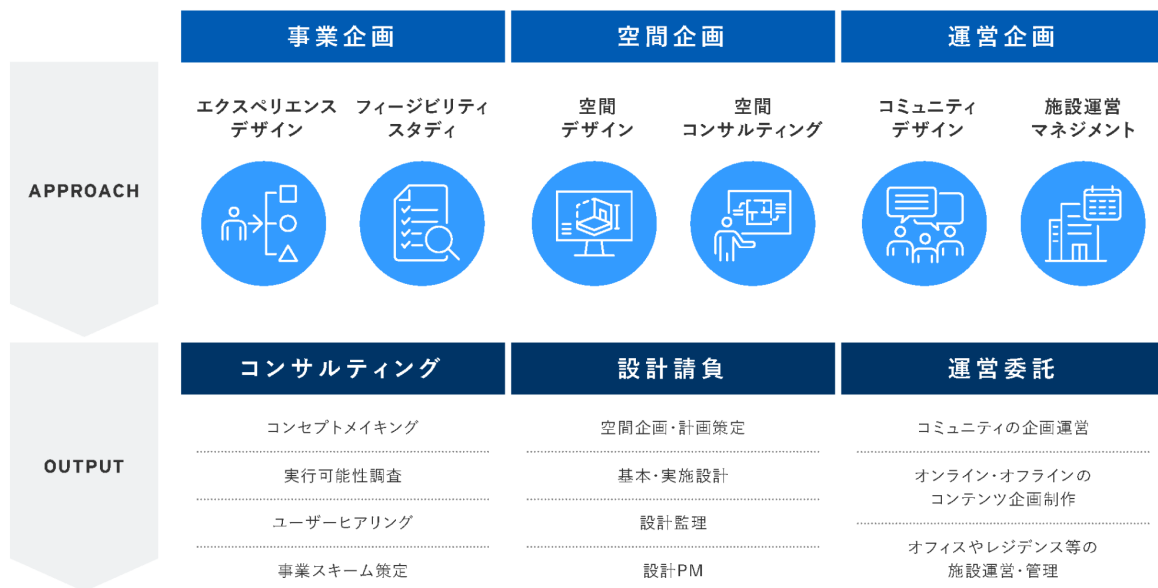 事業企画
空間企画
運営企画
APPROACH
エクスペリエンス
デザイン
フィージビリティ
スタディ
空間
デザイン
空間
コンサルティング
コミュニティ
デザイン
施設運営
マネジメント
OUTPUT
コンサルティング
コンセプトメイキング
実行可能性調査
ユーザーヒアリング
事業スキーム策定
設計請負
空間企画・計画策定
基本・実施設計
設計監理
設計PM
運営委託
コミュニティの企画運営
オンライン・オフラインの
コンテンツ企画制作
オフィスやレジデンス等の
施設運営・管理